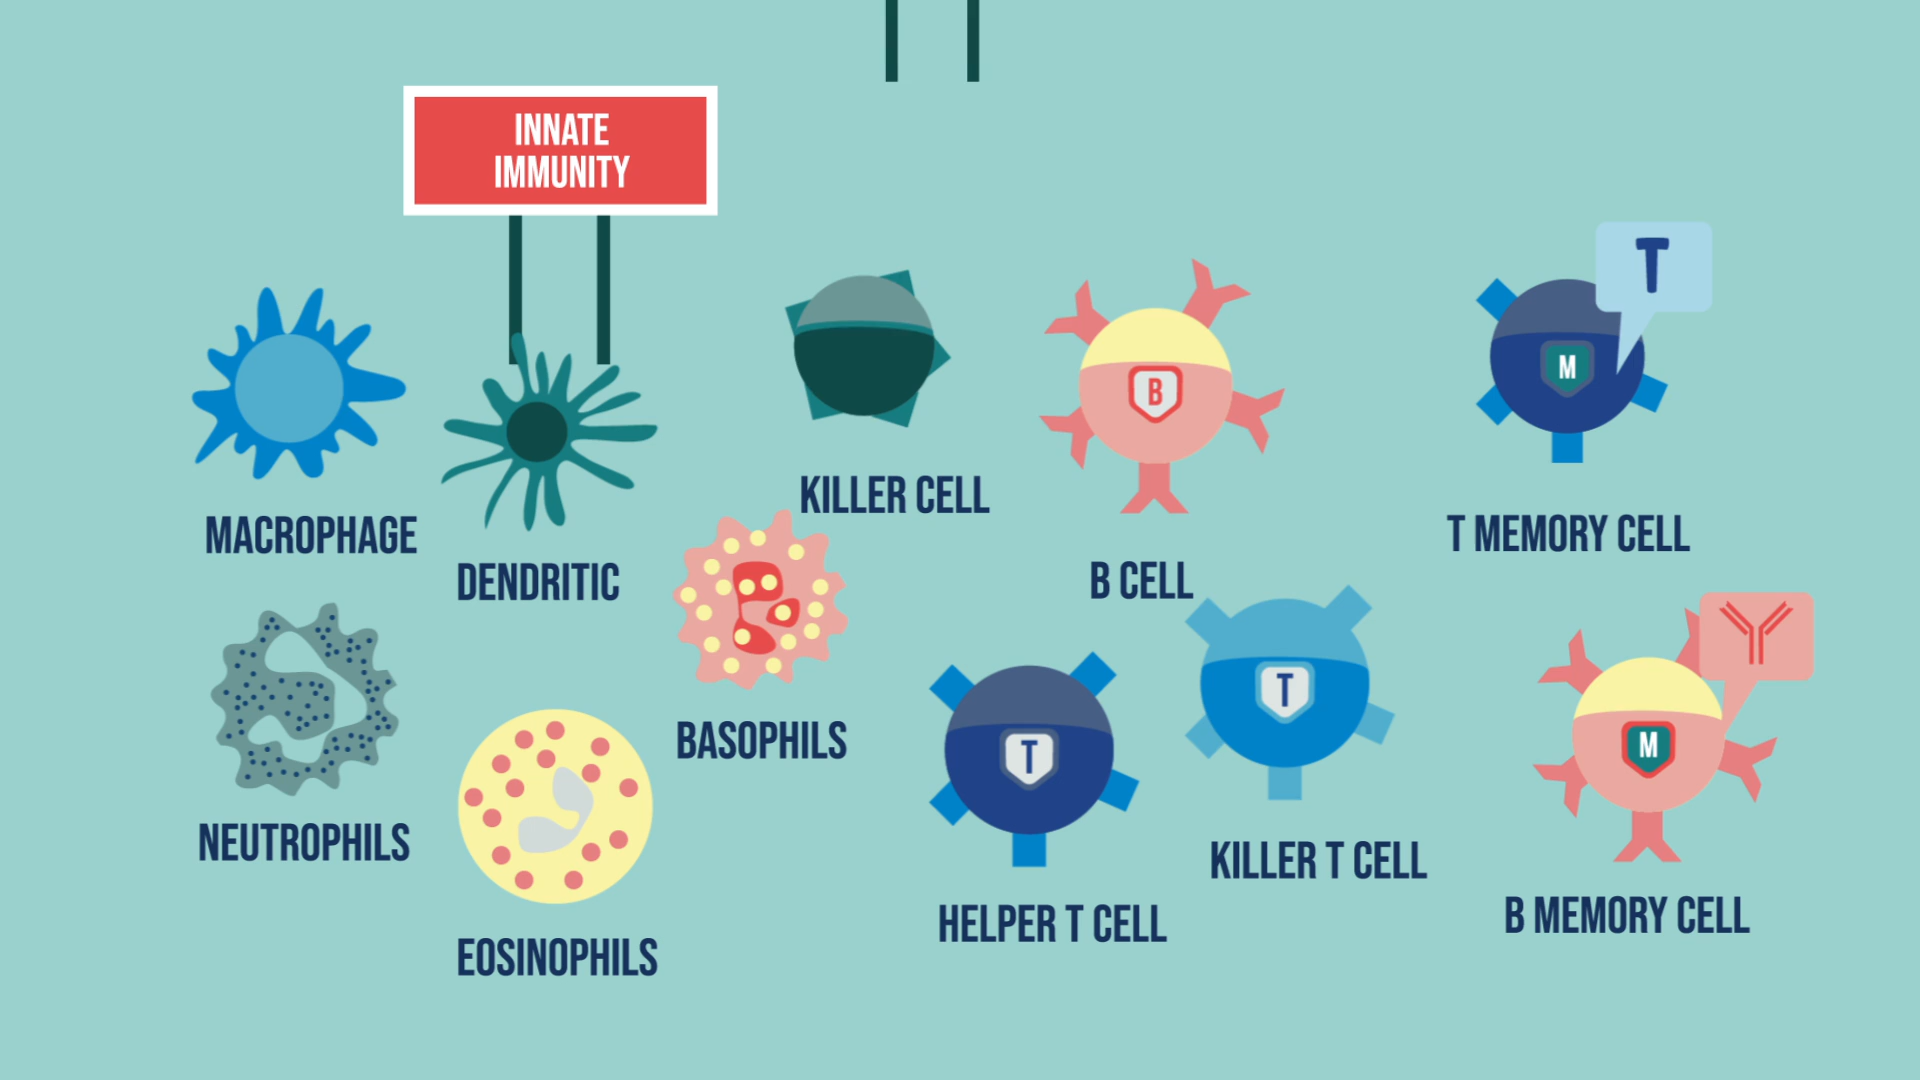 INNATE
IMMUNITY
T
KILLER CELL
B
M
MACROPHAGE
DENDRITIC
B CELL
T MEMORY CELL
BASOPHILS
T
T
M
NEUTROPHILS
EOSINOPHILS
HELPER T CELL
KILLER T CELL
B MEMORY CELL